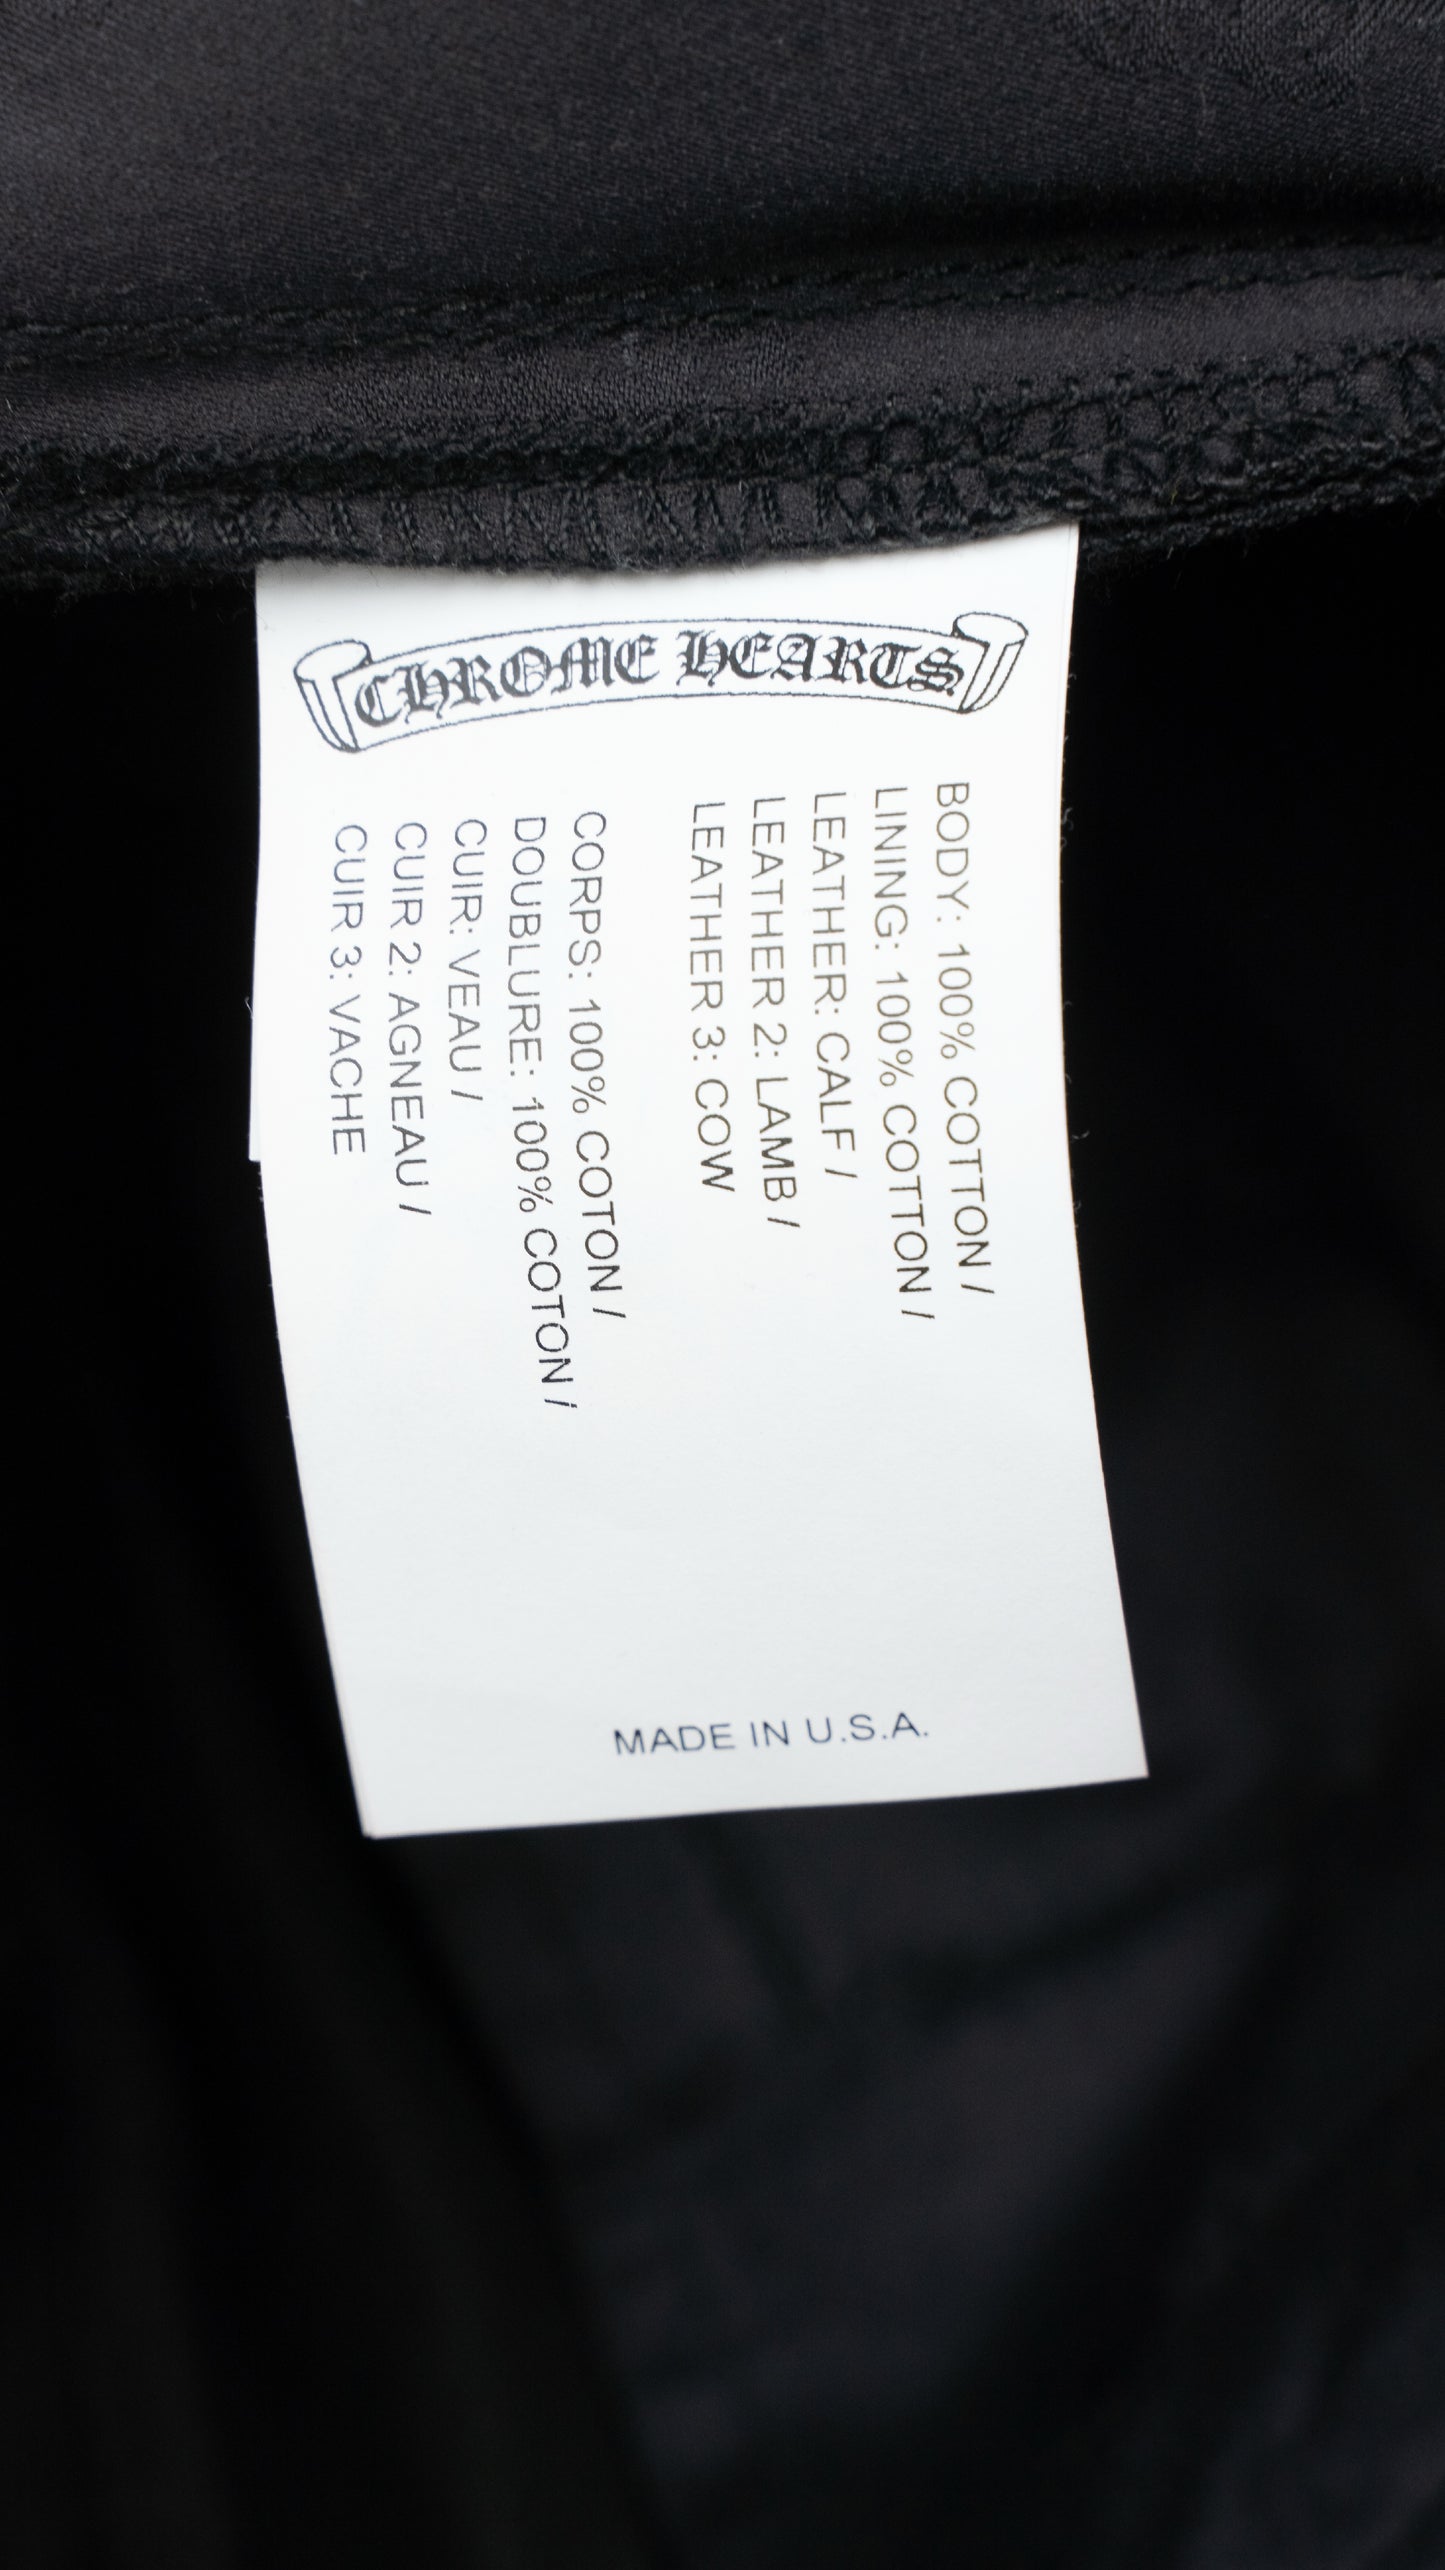 CHROME HEARTS
BODY: 100% COTTON /
LINING: 100% COTTON /
LEATHER: CALF /
LEATHER 2: LAMB /
LEATHER 3: COW
CORPS: 100% COTON /
DOUBLURE: 100% COTON /
CUIR: VEAU /
CUIR 2: AGNEAU /
CUIR 3: VACHE
MADE IN U.S.A.